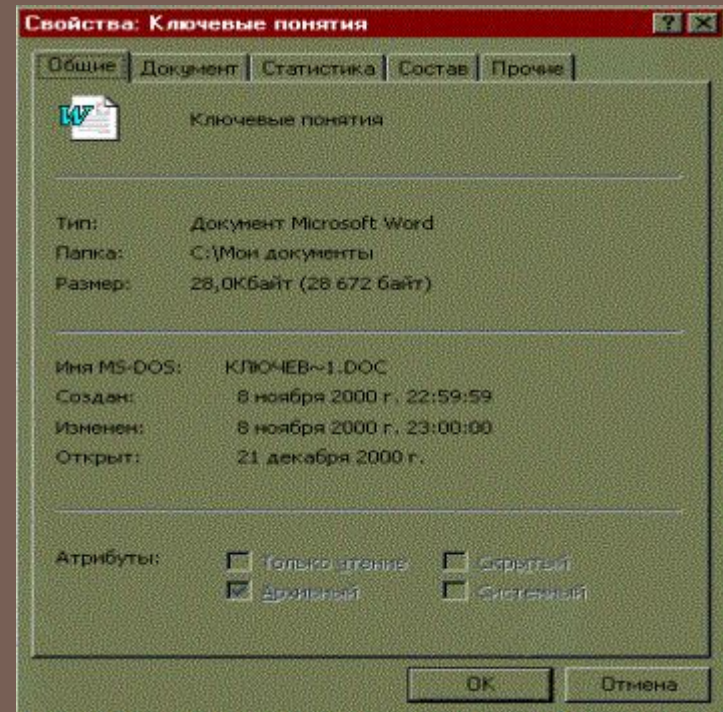 Свойства: Ключевые понятия
Общие Документ Статистика Состав Прочие
Ключевые понятия
Тип: Документ Microsoft Word
Папка: C:\Мои документы
Размер: 28,0Кбайт (28 672 байт)
Имя MS-DOS: КЛЮЧЕВ~1.DOC
Создан: 8 ноября 2000 г. 22:59:59
Изменен: 8 ноября 2000 г. 23:00:00
Открыт: 21 декабря 2000 г.
Атрибуты: Только чтение Скрытый
Архивный Системный
OK Отмена